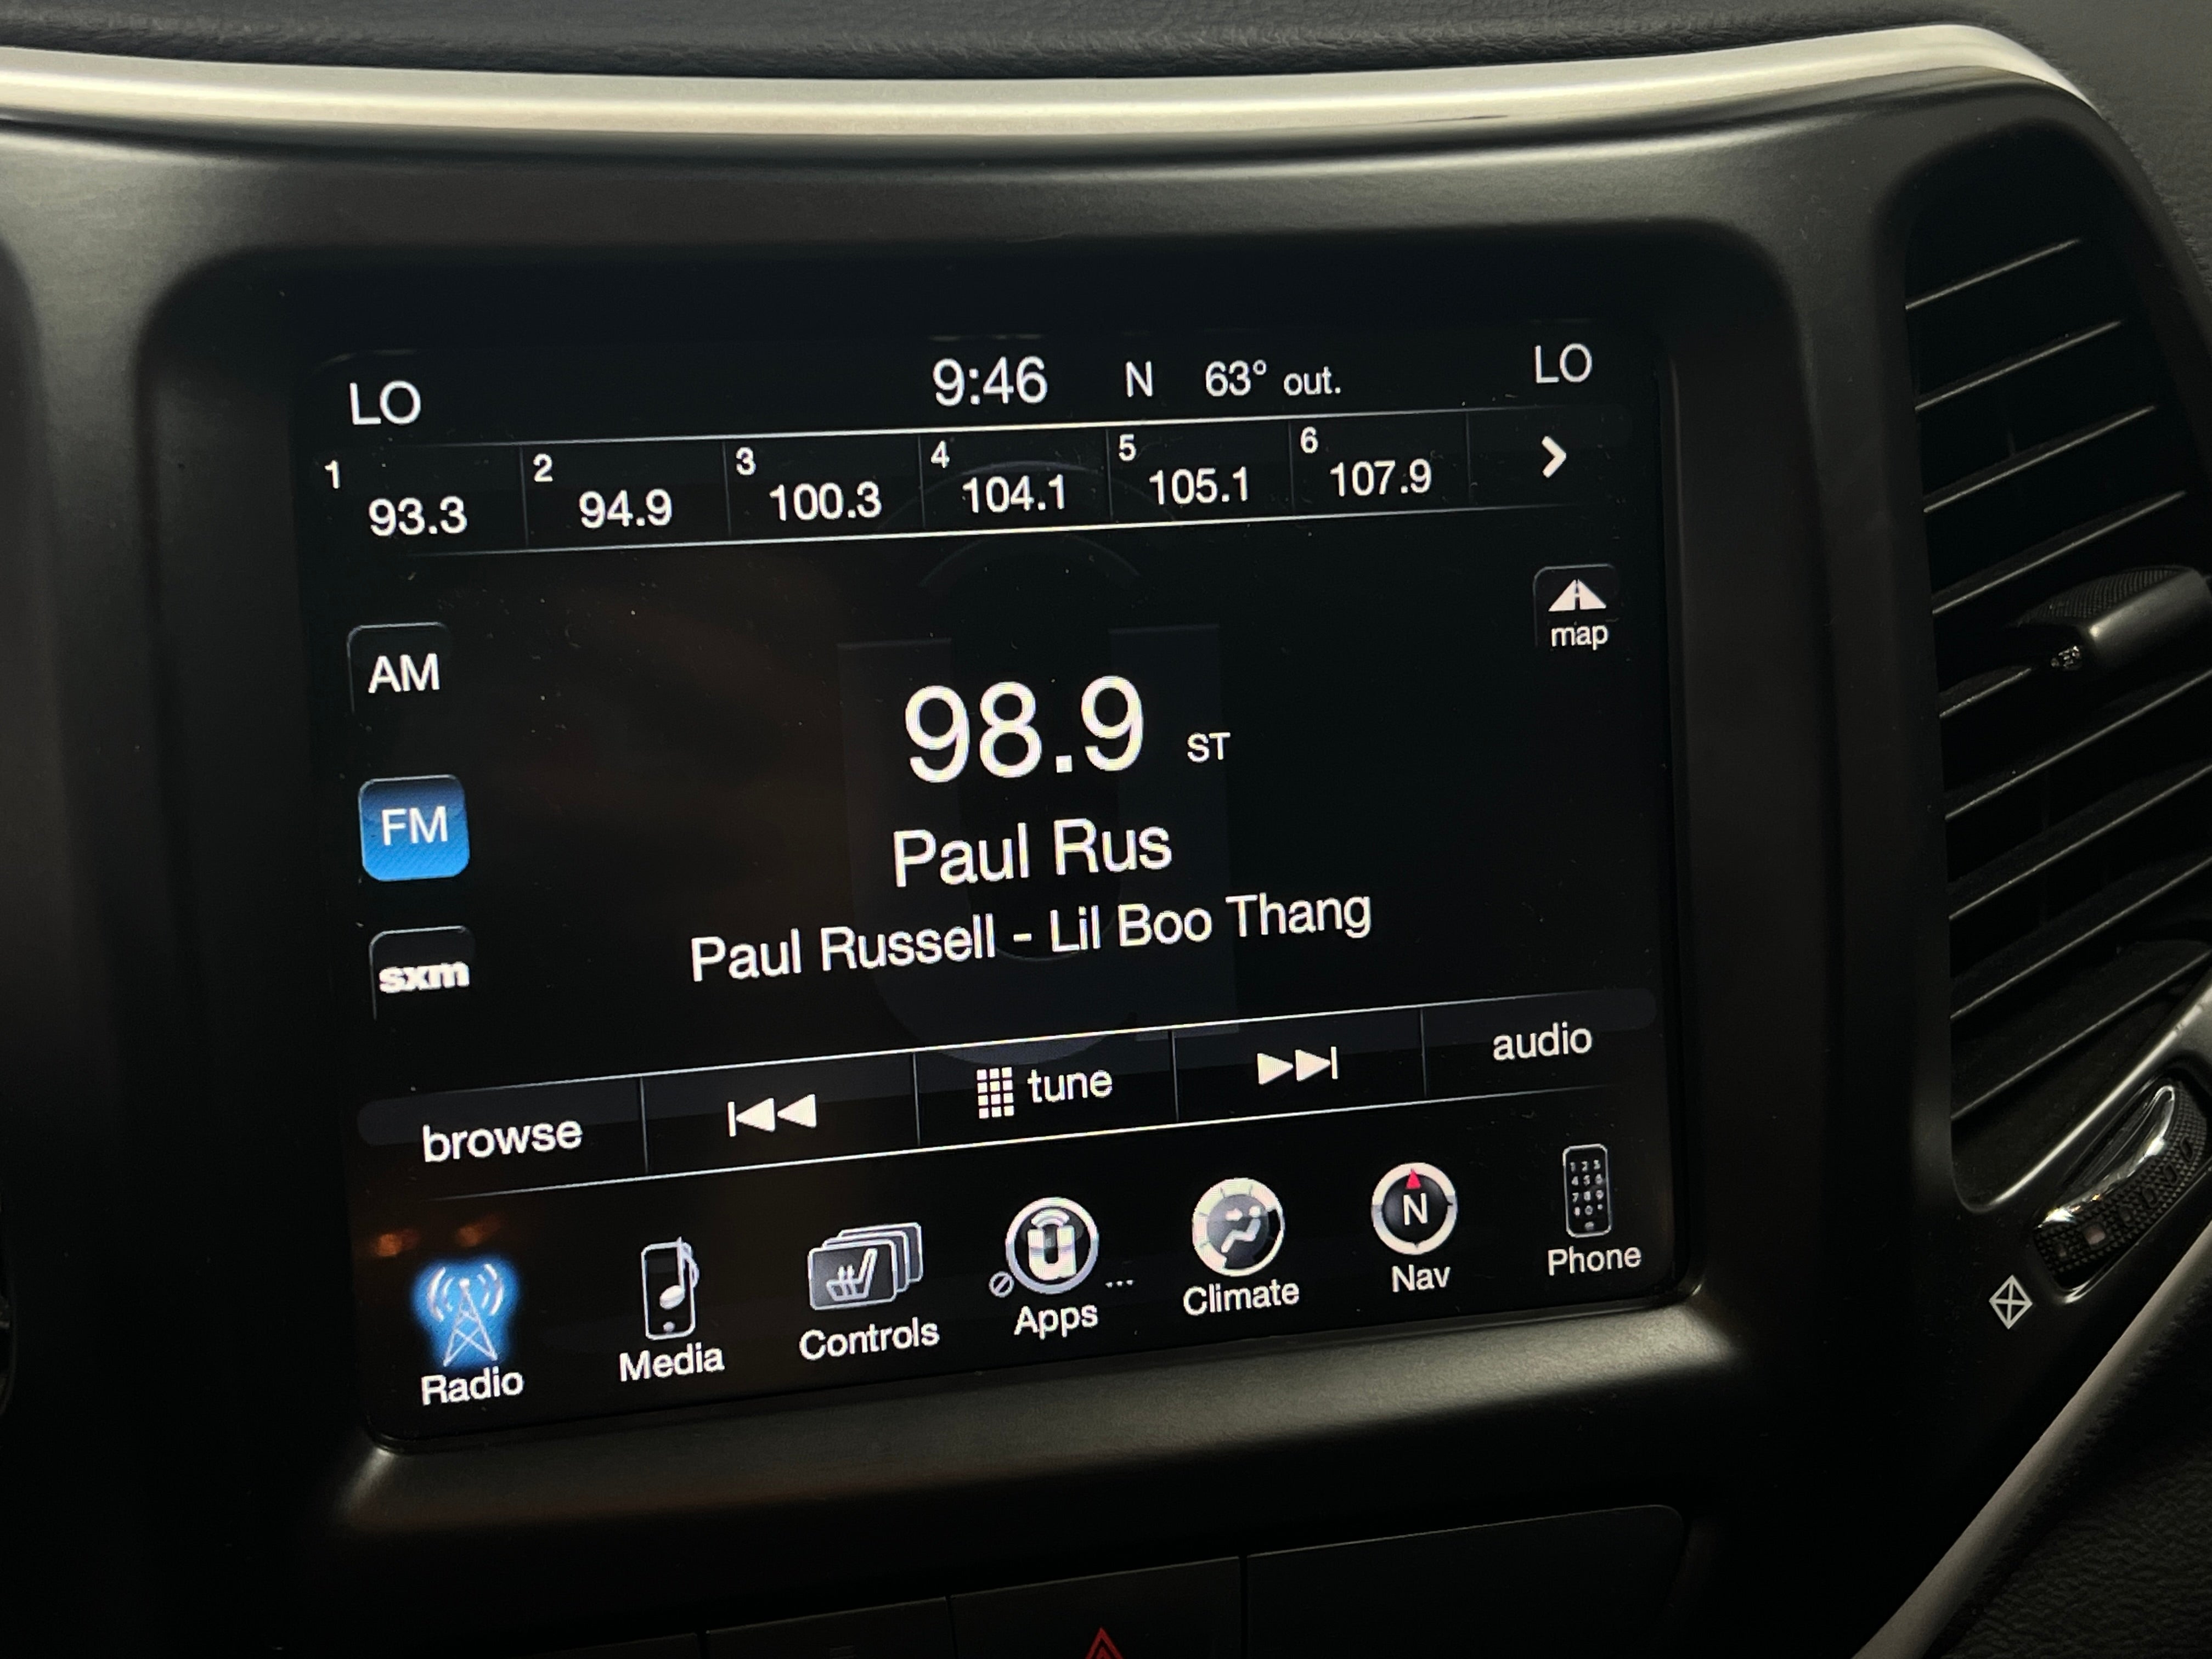 LO 9:46 N 63° out. LO
1 93.3 2 94.9 3 100.3 4 104.1 5 105.1 6 107.9
map
AM
98.9 ST
FM
Paul Rus
Paul Russell - Lil Boo Thang
sxm
browse tune audio
N
Radio Media Controls Apps ... Climate Nav Phone